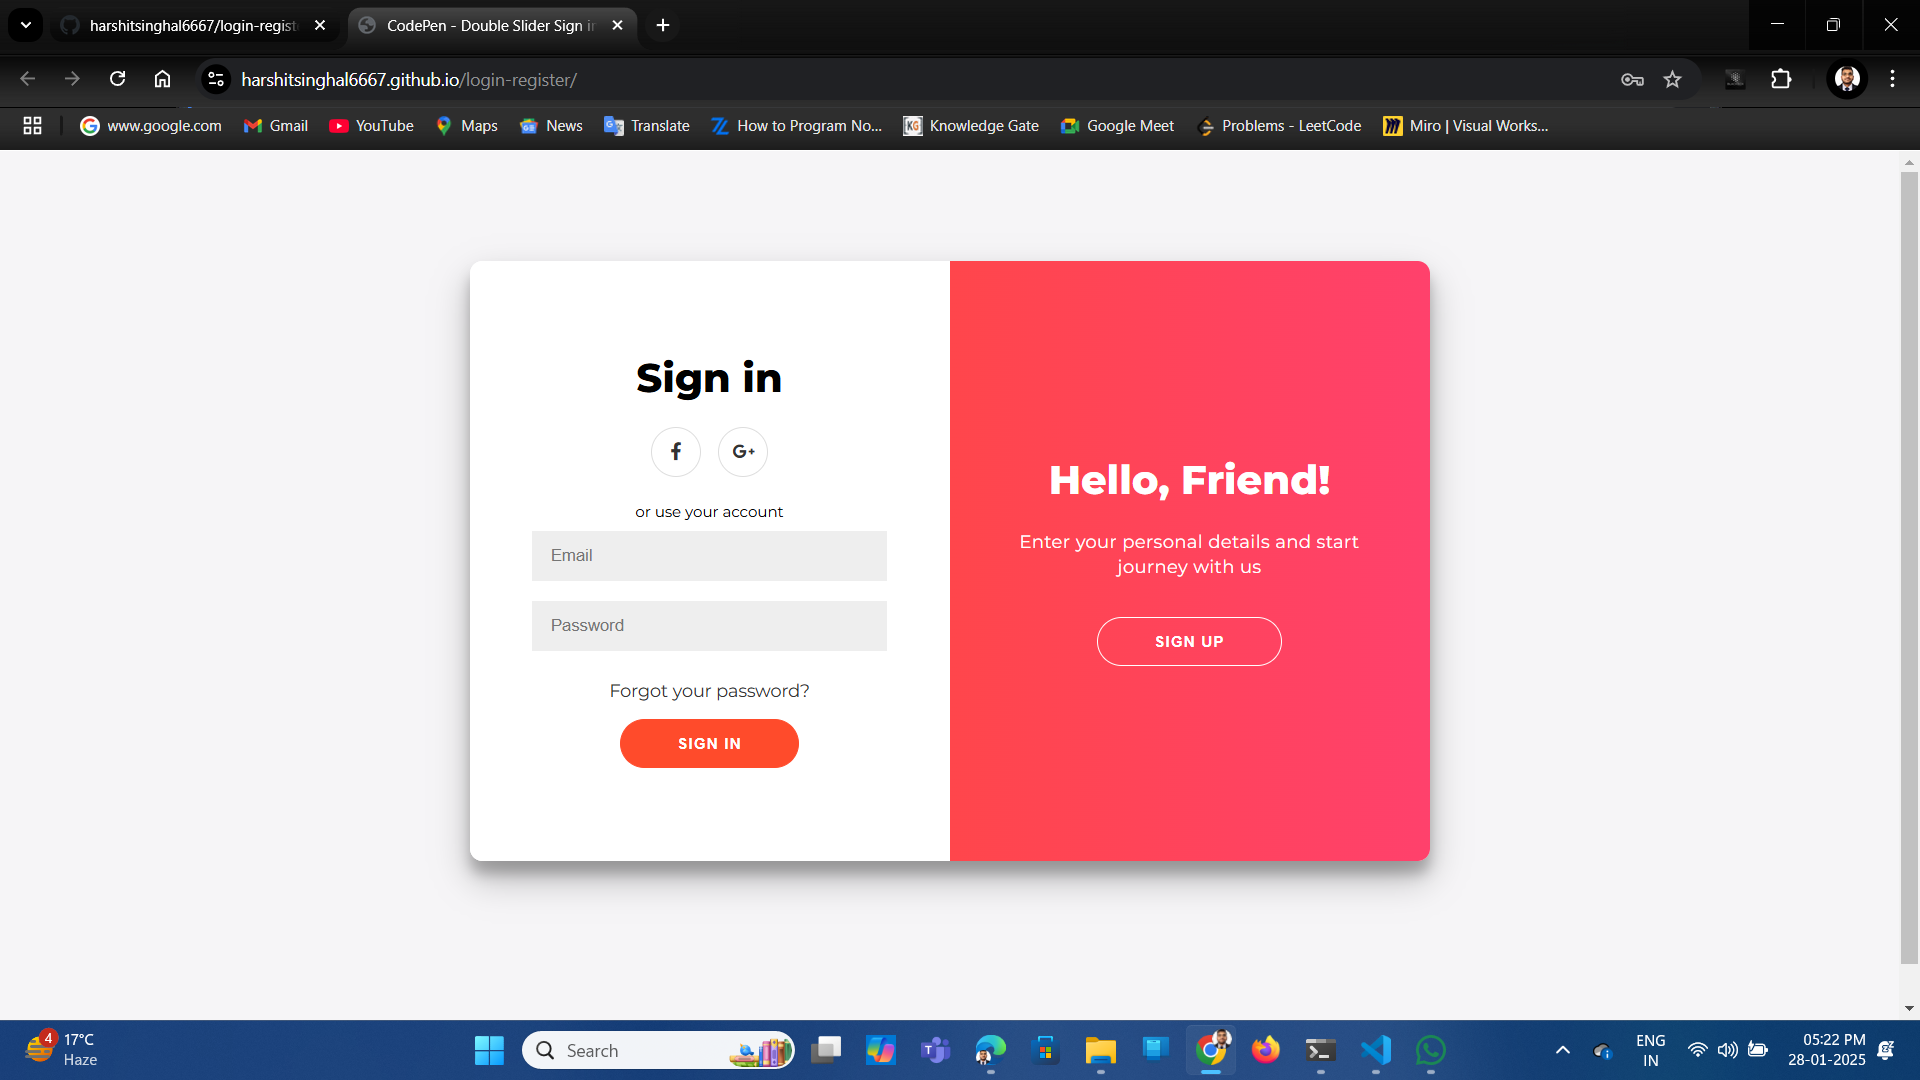 harshitsinghal6667/login-regist
CodePen - Double Slider Sign in
harshitsinghal6667.github.io/login-register/
www.google.com
Gmail
YouTube
Maps
News
Translate
How to Program No...
Knowledge Gate
Google Meet
Problems - LeetCode
Miro | Visual Works...
Sign in
f
G+
or use your account
Email
Password
Forgot your password?
SIGN IN
Hello, Friend!
Enter your personal details and start
journey with us
SIGN UP
4
17°C
Haze
Search
ENG
IN
05:22 PM
28-01-2025